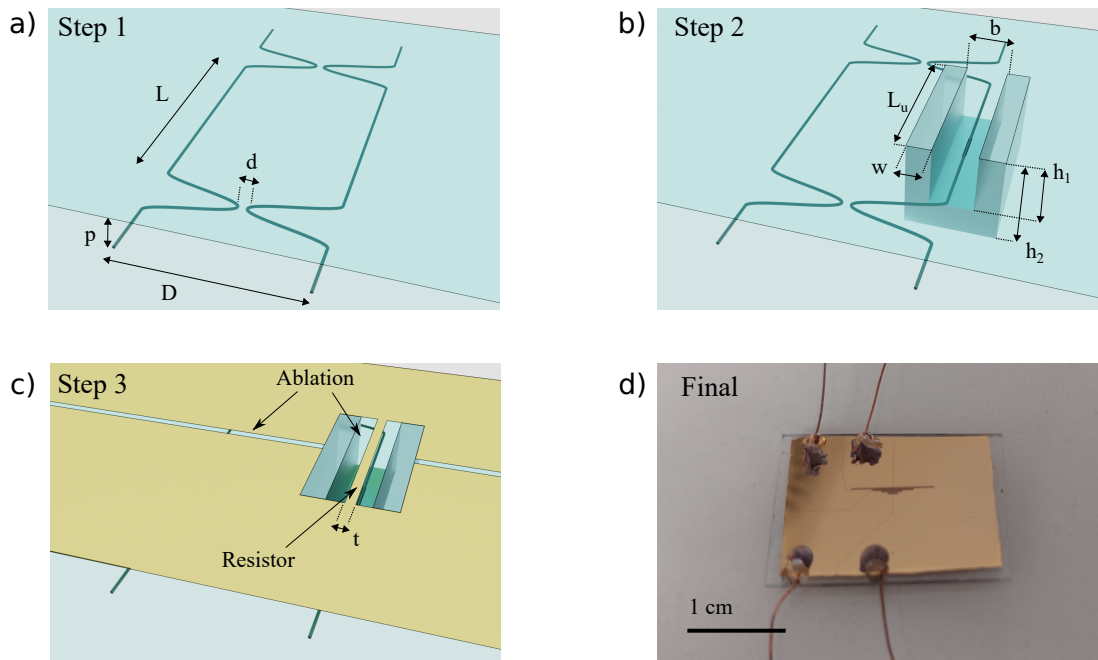 a) Step 1
L
d
p
D
b) Step 2
b
Lu
w
h1
h2
c) Step 3
Ablation
Resistor
t
d) Final
1 cm